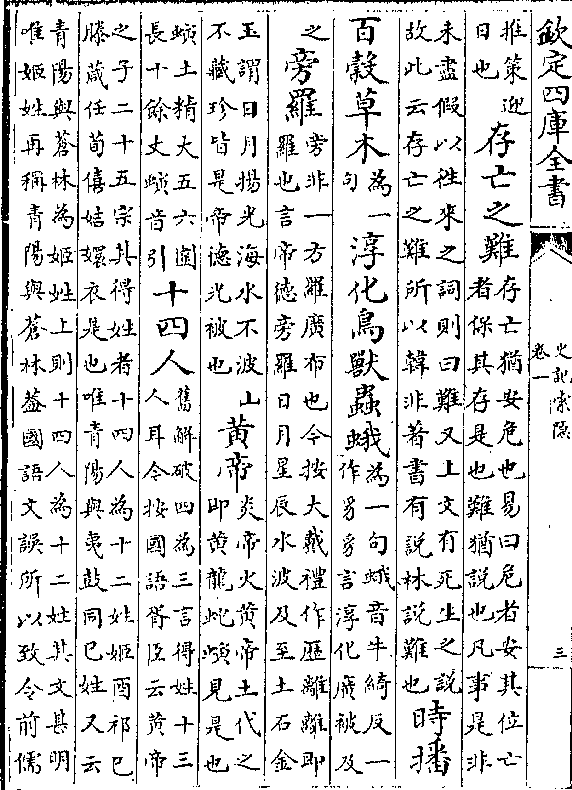 欽定四庫全書
史記索隱
卷一
三
推策迎
日也
存亡之難
存亡猶安危也易曰危者安其位亡
者保其存是也難猶說也凡事是非
未盡假以徃來之詞則曰難又上文有死生之說
故此云存亡之難所以韓非著書有說林說難也
時播
百穀草木
為一
句
淳化鳥獸蟲蛾
為一句蛾音牛綺反一
作豸豸言淳化廣被及
之
旁羅
旁非一方羅廣布也今按大戴禮作歷離離即
羅也言帝德旁羅日月星辰水波及至土石金
玉謂日月揚光海水不波山
不藏珍皆是帝德光被也
黃帝
炎帝火黃帝土代之
即黄龍虵螾見是也
螾土精大五六圍
長十餘丈螾音引
十四人
舊解破四為三言得姓十三
人耳今按國語胥臣云黄帝
之子二十五宗其得姓者十四人為十二姓姬酉祁巳
滕葴任荀僖姞嬛衣是也唯青陽與夷鼓同巳姓又云
青陽與蒼林為姬姓上則十四人為十二姓其文甚明
唯姬姓再稱青陽與蒼林葢國語文誤所以致令前儒